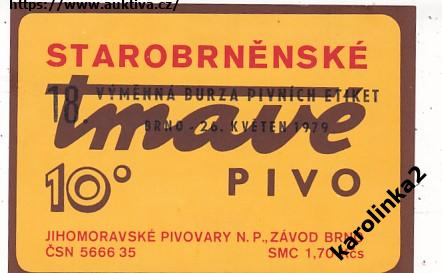 https://www.auktiva.cz/
STAROBRNĚNSKÉ
18. VÝMĚNNÁ BURZA PIVNÍCH ETIKET
tmavé
BRNO - 26. KVĚTEN 1979
10° PIVO
JIHOMORAVSKÉ PIVOVARY N. P., ZÁVOD BRNO
ČSN 5666 35 SMC 1,70 Kčs
karolinka2